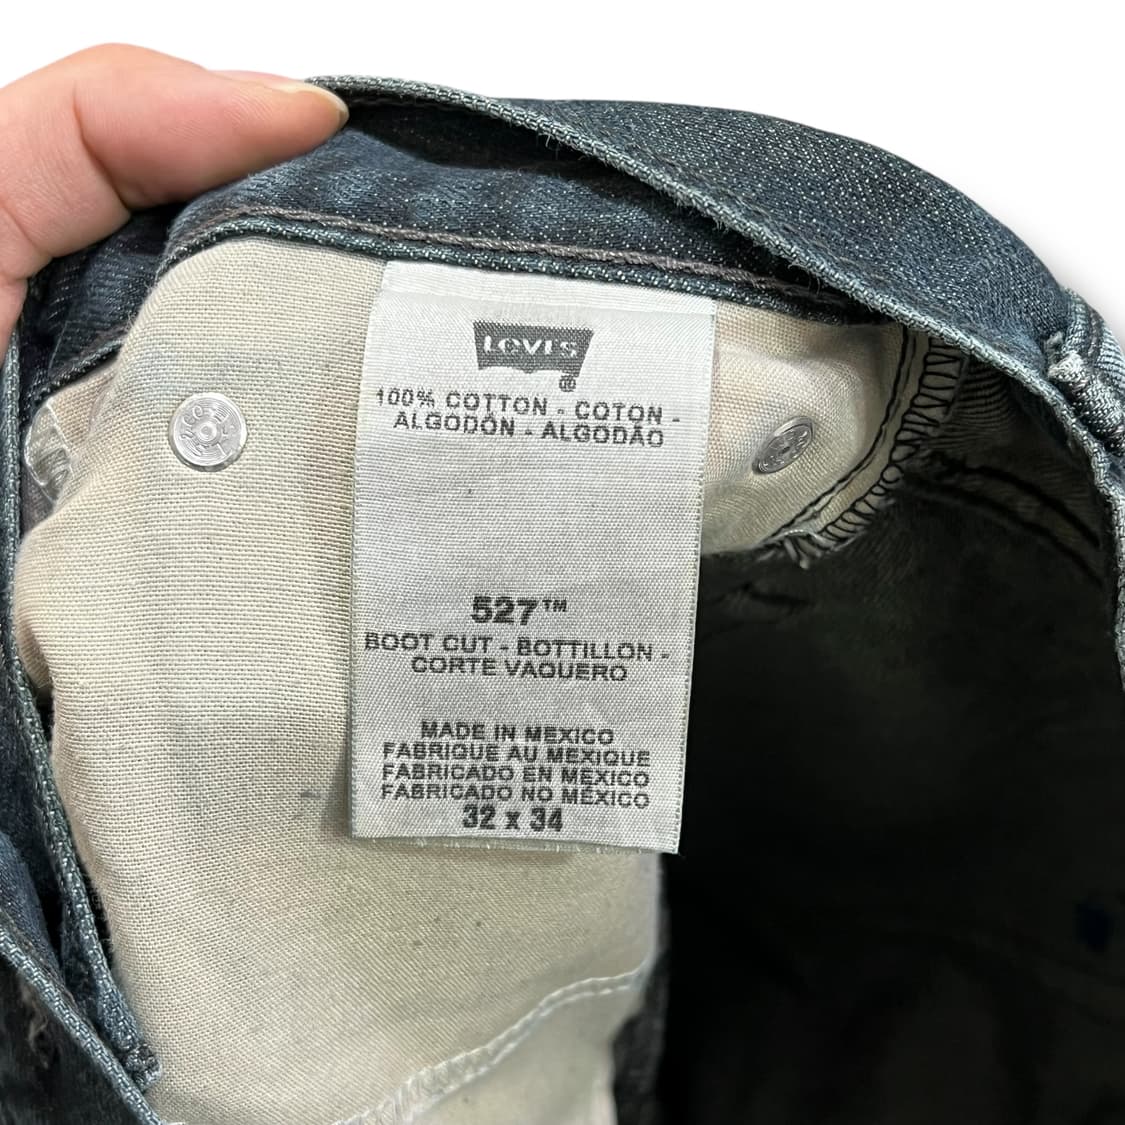 LEVI'S
®
100% COTTON - COTON -
ALGODÓN - ALGODÃO
527™
BOOT CUT - BOTTILLON -
CORTE VAQUERO
MADE IN MEXICO
FABRIQUE AU MEXIQUE
FABRICADO EN MEXICO
FABRICADO NO MÉXICO
32 x 34